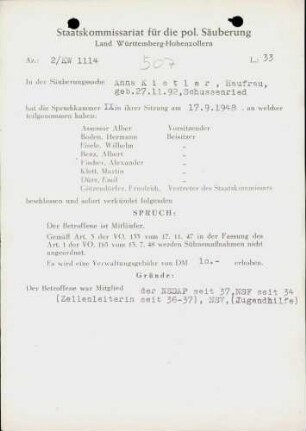 Staatskommissariat für die pol. Säuberung
Land Württemberg-Hohenzollern
Az.: 2/KW 1114
507
L. 33
In der Säuberungssache Anna Kistler, Hausfrau,
geb.27.11.92,Schussenried
hat die Spruchkammer IX in ihrer Sitzung am 17.9.1948 , an welcher
teilgenommen haben:
Assessor Alber Vorsitzender
Boden, Hermann Beisitzer
Eisele, Wilhelm "
Benz, Albert "
Fischer, Alexander "
Klett, Martin "
Dürr, Emil "
Götzendörfer, Friedrich, Vertreter des Staatskommissars
beschlossen und sofort verkündet folgenden
SPRUCH:
Der Betroffene ist Mitläufer.
Gemäß Art. 3 der VO. 133 vom 17. 11. 47 in der Fassung des
Art. 1 der VO. 165 vom 13. 7. 48 werden Sühnemaßnahmen nicht
angeordnet.
Es wird eine Verwaltungsgebühr von DM 10.- erhoben.
Gründe:
Der Betroffene war Mitglied der NSDAP seit 37,NSF seit 34
(Zellenleiterin seit 36-37), NSV,(Jugendhilfe)